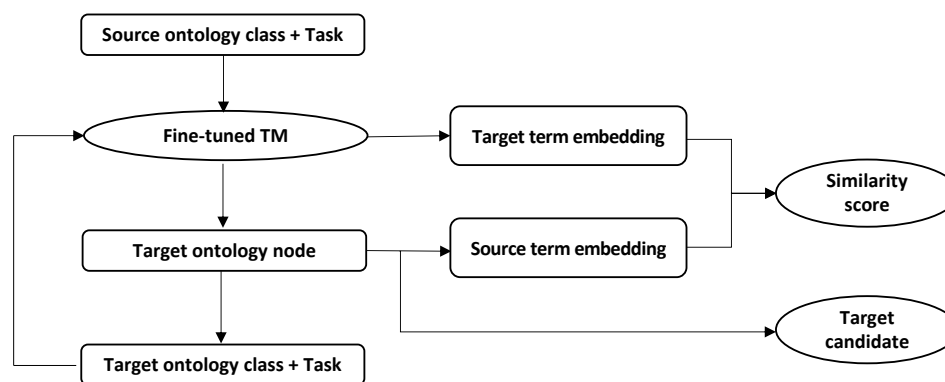 Source ontology class + Task
Fine-tuned TM
Target term embedding
Similarity
score
Target ontology node
Source term embedding
Target
candidate
Target ontology class + Task